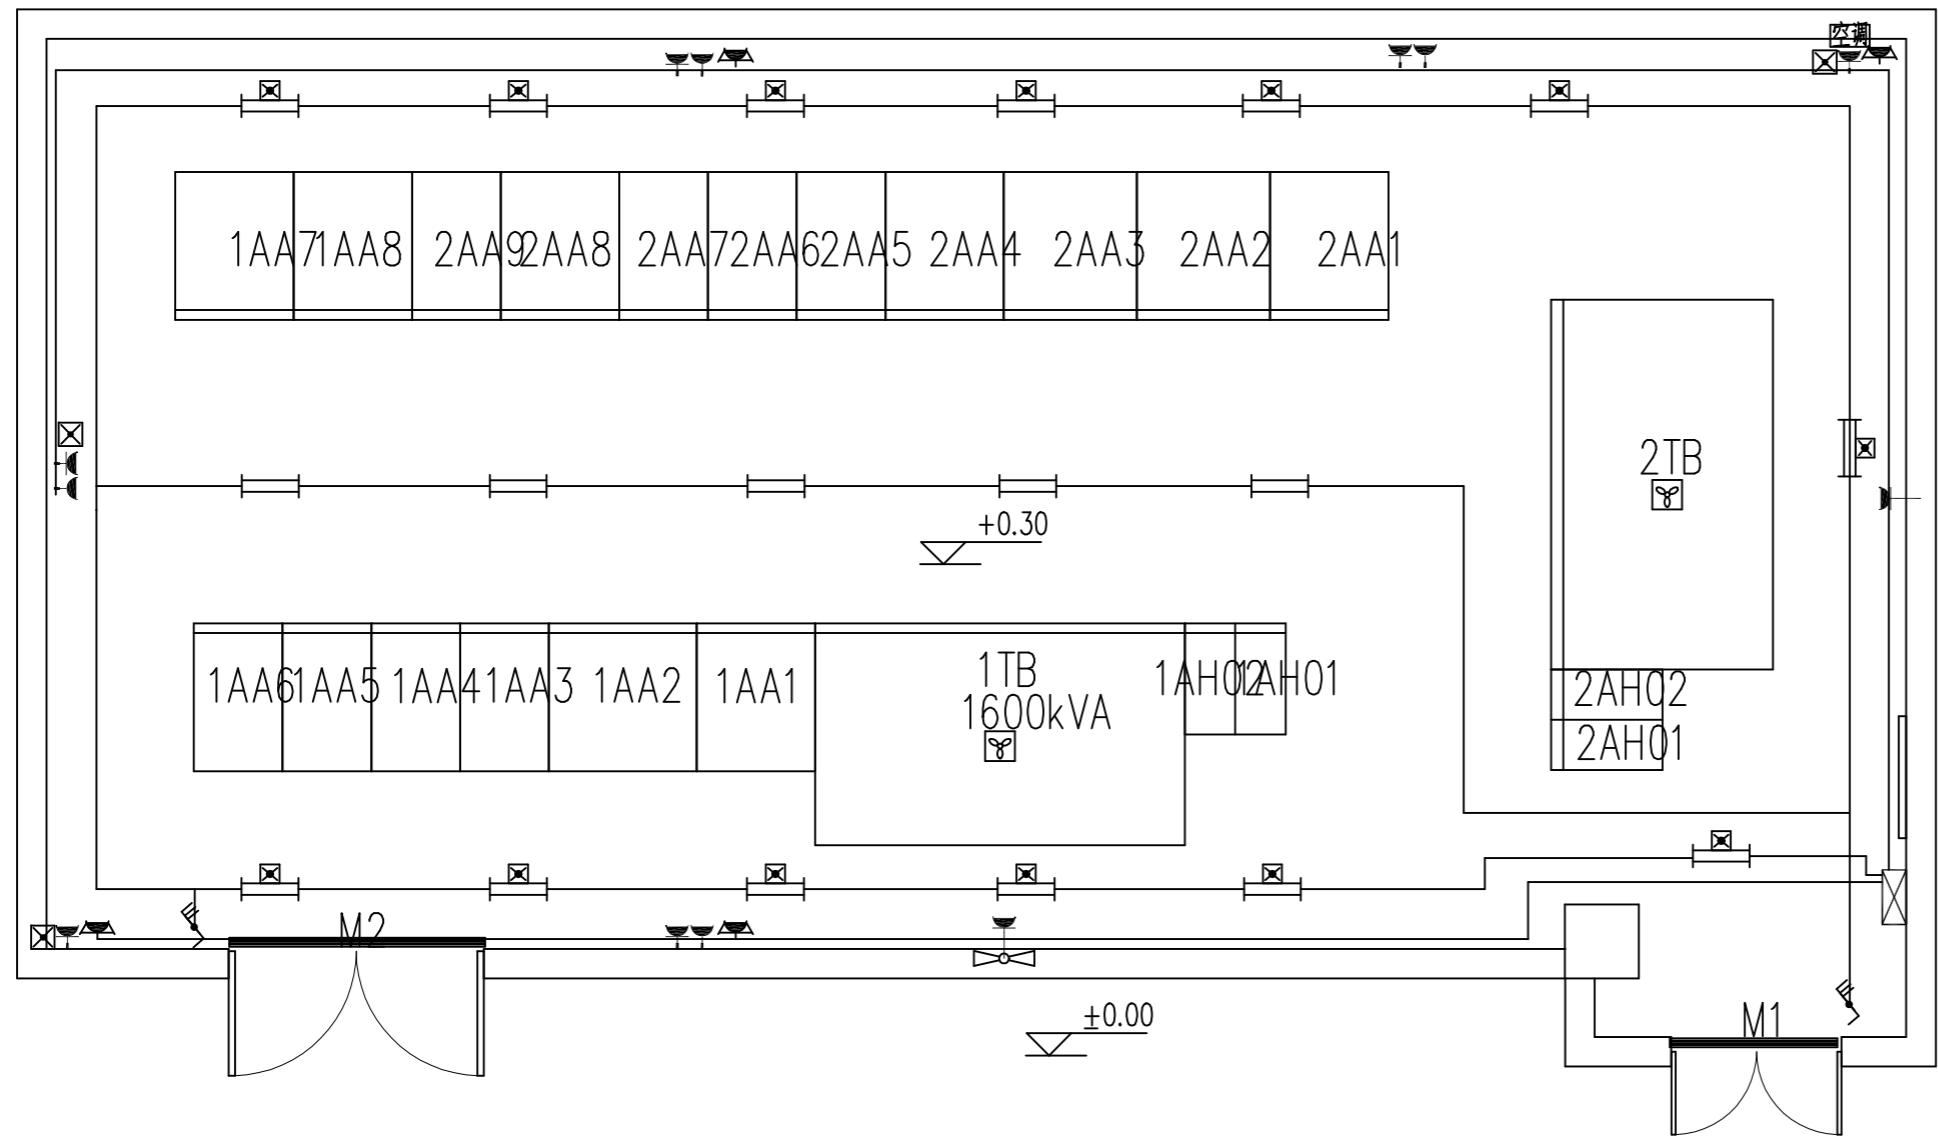 空调
1AA7 1AA8 2AA9 2AA8 2AA7 2AA6 2AA5 2AA4 2AA3 2AA2 2AA1
2TB
+0.30
1AA6 1AA5 1AA4 1AA3 1AA2 1AA1
1TB
1600kVA
1AH02 1AH01
2AH02
2AH01
M2
±0.00
M1